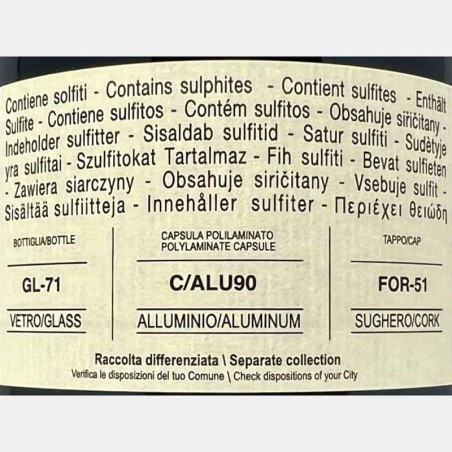 Contiene solfiti - Contains sulphites - Contient sulfites - Enthält
Sulfite - Contiene sulfitos - Contém sulfitos - Obsahuje siřičitany -
Indeholder sulfitter - Sisaldab sulfitid - Satur sulfiti - Sudėtyje
yra sulfitai - Szulfitokat Tartalmaz - Fih sulfiti - Bevat sulfieten
- Zawiera siarczyny - Obsahuje siričitany - Vsebuje sulfit -
Sisältää sulfiitteja - Innehåller sulfiter - Περιέχει θειώδη
BOTTIGLIA/BOTTLE
GL-71
VETRO/GLASS
CAPSULA POLILAMINATO
POLYLAMINATE CAPSULE
C/ALU90
ALLUMINIO/ALUMINUM
TAPPO/CAP
FOR-51
SUGHERO/CORK
Raccolta differenziata \ Separate collection
Verifica le disposizioni del tuo Comune \ Check dispositions of your City